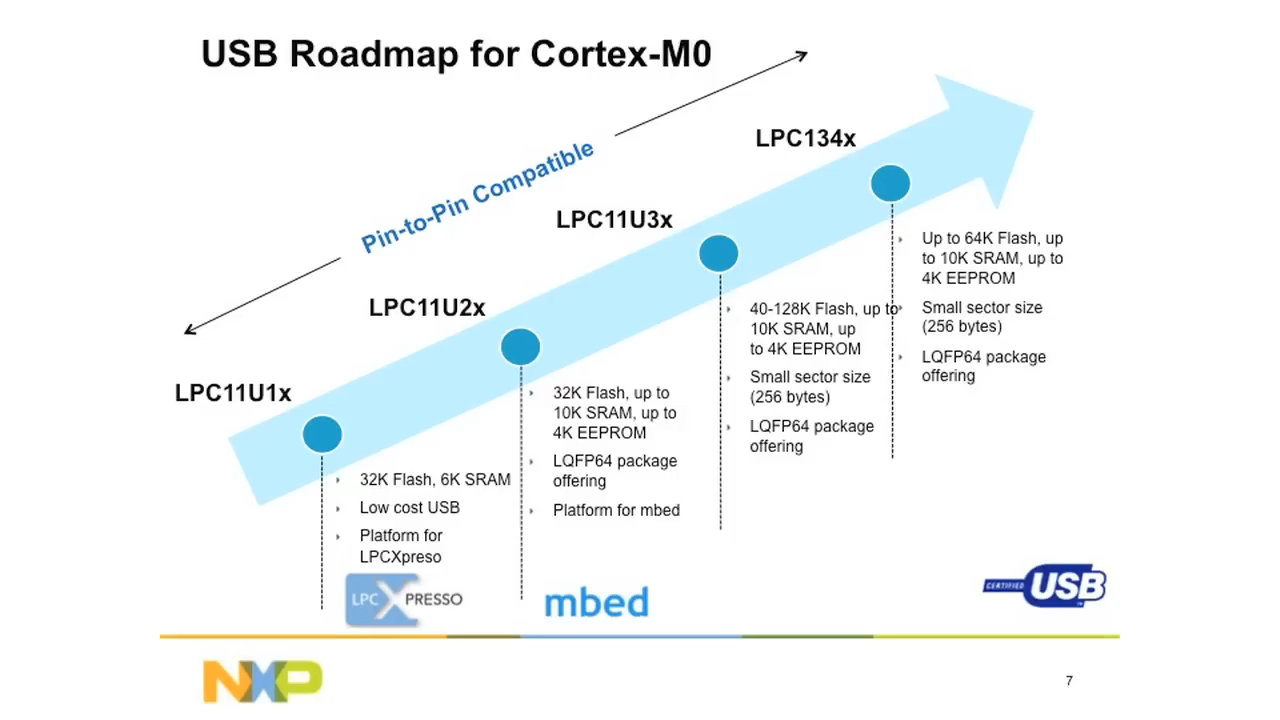 USB Roadmap for Cortex-M0
Pin-to-Pin Compatible
LPC11U1x
32K Flash, 6K SRAM
Low cost USB
Platform for
LPCXpreso
LPC XPRESSO
LPC11U2x
32K Flash, up to
10K SRAM, up to
4K EEPROM
LQFP64 package
offering
Platform for mbed
mbed
LPC11U3x
40-128K Flash, up to
10K SRAM, up
to 4K EEPROM
Small sector size
(256 bytes)
LQFP64 package
offering
LPC134x
Up to 64K Flash, up
to 10K SRAM, up to
4K EEPROM
Small sector size
(256 bytes)
LQFP64 package
offering
CERTIFIED USB
NXP
7